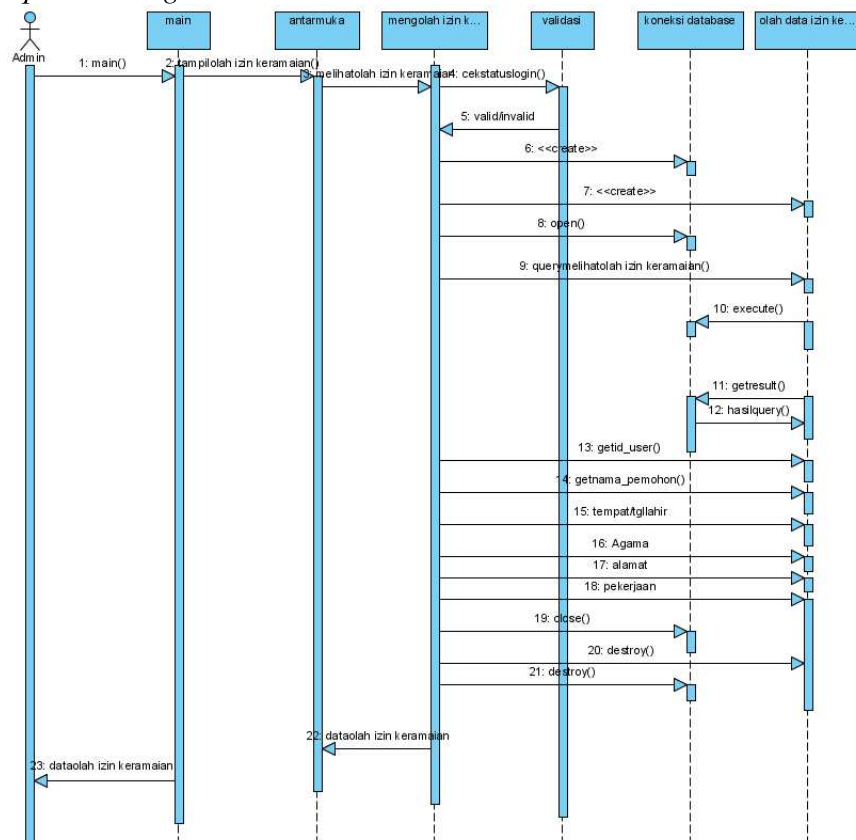 main
antarmuka
mengolah izin k...
validasi
koneksi database
olah data izin ke...
Admin
1: main()
2: tampilolah izin keramaian()
3: melihatolah izin keramaian
4: cekstatuslogin()
5: valid/invalid
6: <<create>>
7: <<create>>
8: open()
9: querymelihatolah izin keramaian()
10: execute()
11: getresult()
12: hasilquery()
13: getid_user()
14: getnama_pemohon()
15: tempat/tgllahir
16: Agama
17: alamat
18: pekerjaan
19: close()
20: destroy()
21: destroy()
22: dataolah izin keramaian
23: dataolah izin keramaian